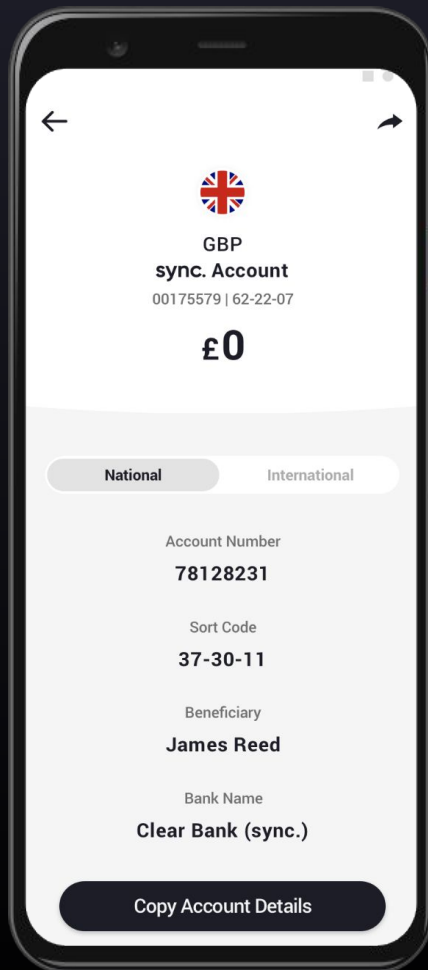 GBP
sync. Account
00175579 | 62-22-07
£0
National International
Account Number
78128231
Sort Code
37-30-11
Beneficiary
James Reed
Bank Name
Clear Bank (sync.)
Copy Account Details